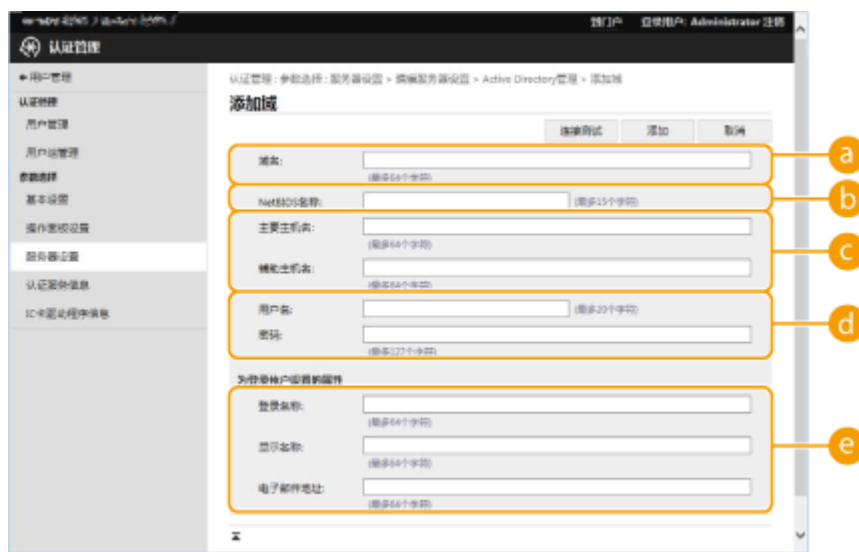 到门户 登录用户: Administrator 注销
认证管理
用户管理
认证管理 : 参数选择 : 服务器设置 > 编辑服务器设置 > Active Directory管理 > 添加域
认证管理
用户管理
用户组管理
参数选择
基本设置
操作面板设置
服务器设置
认证服务信息
IC卡驱动程序信息
添加域
连接测试 添加 取消
域名:
(最多64个字符)
a
NetBIOS名称:
(最多15个字符)
b
主要主机名:
(最多64个字符)
辅助主机名:
(最多64个字符)
c
用户名:
(最多20个字符)
密码:
(最多127个字符)
d
为登录帐户设置的属性
登录名称:
(最多64个字符)
显示名称:
(最多64个字符)
电子邮件地址:
(最多64个字符)
e